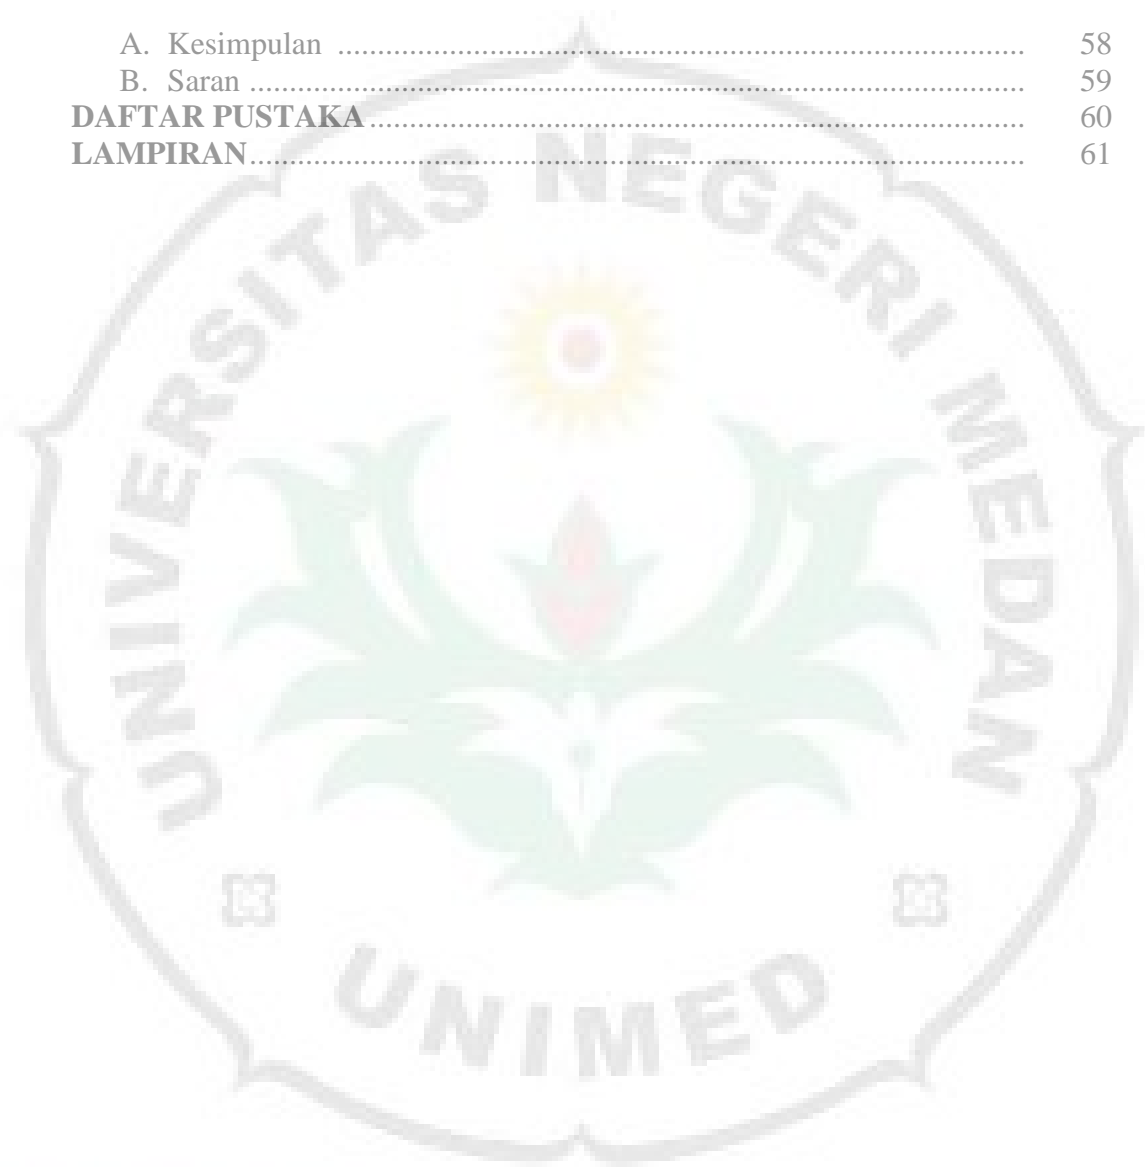 A. Kesimpulan ........................................................................................ 58
B. Saran ................................................................................................... 59
DAFTAR PUSTAKA.................................................................................... 60
LAMPIRAN................................................................................................... 61
UNIVERSITAS NEGERI MEDAN
UNIMED